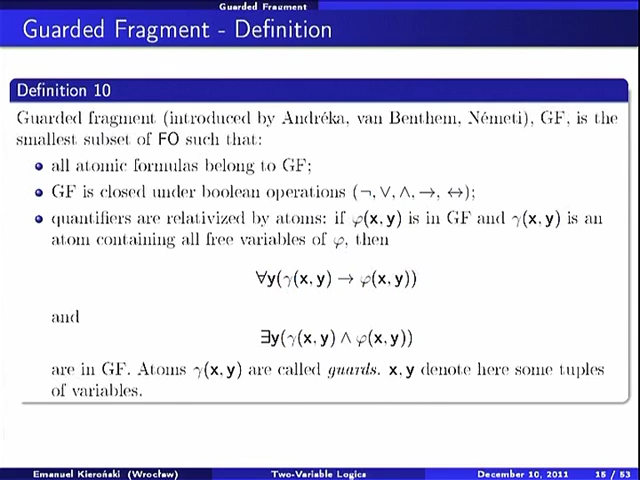 Guarded Fragment
Guarded Fragment - Definition
Definition 10
Guarded fragment (introduced by Andréka, van Benthem, Németi), GF, is the
smallest subset of FO such that:
all atomic formulas belong to GF;
GF is closed under boolean operations (¬, ∨, ∧, →, ↔);
quantifiers are relativized by atoms: if φ(x, y) is in GF and γ(x, y) is an
atom containing all free variables of φ, then
∀y(γ(x, y) → φ(x, y))
and
∃y(γ(x, y) ∧ φ(x, y))
are in GF. Atoms γ(x, y) are called guards. x, y denote here some tuples
of variables.
Emanuel Kieroński (Wrocław) Two-Variable Logics December 10, 2011 15 / 53